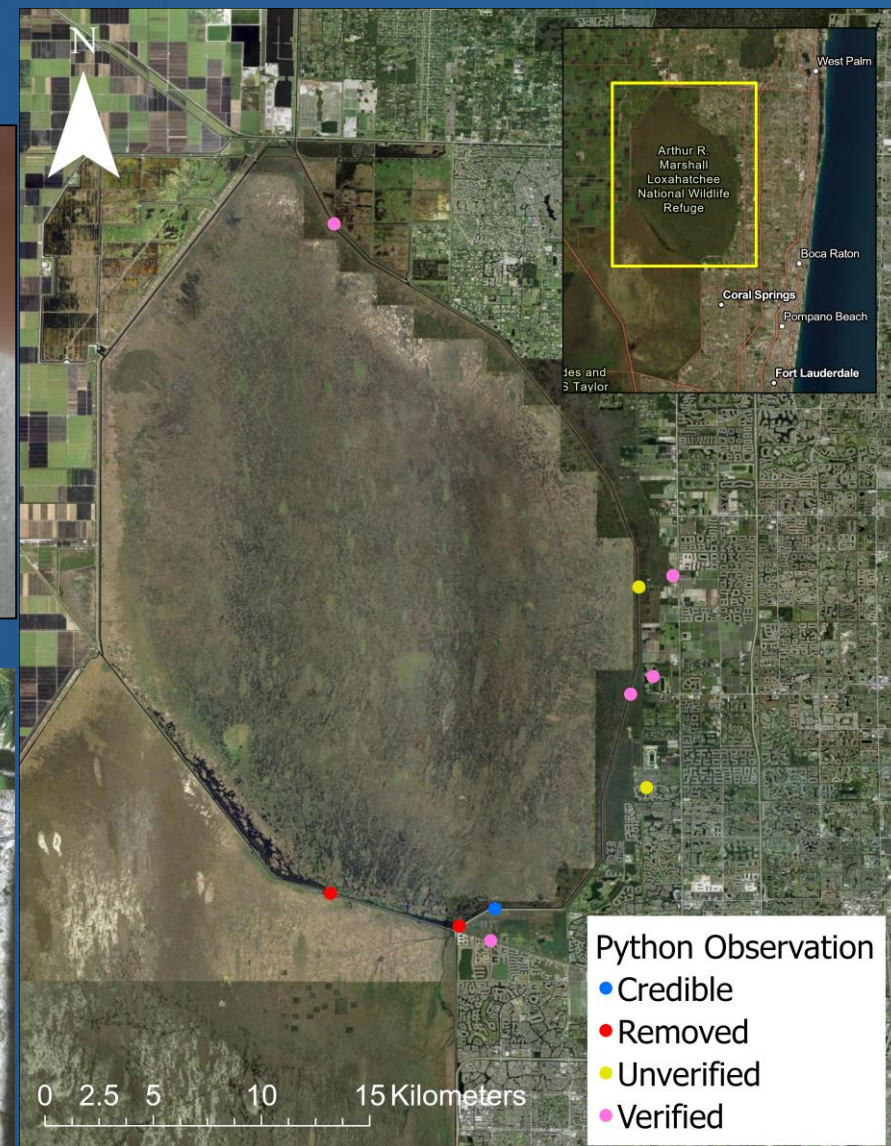 N
West Palm
Arthur R.
Marshall
Loxahatchee
National Wildlife
Refuge
Boca Raton
Coral Springs
Pompano Beach
Fort Lauderdale
des and
S Taylor
Python Observation
Credible
Removed
Unverified
Verified
0 2.5 5 10 15 Kilometers